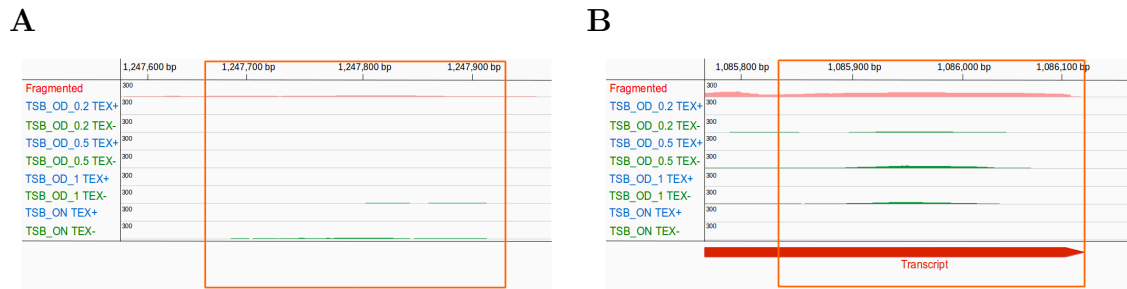 A
B
1,247,600 bp 1,247,700 bp 1,247,800 bp 1,247,900 bp
Fragmented 300
TSB_OD_0.2 TEX+ 300
TSB_OD_0.2 TEX- 300
TSB_OD_0.5 TEX+ 300
TSB_OD_0.5 TEX- 300
TSB_OD_1 TEX+ 300
TSB_OD_1 TEX- 300
TSB_ON TEX+ 300
TSB_ON TEX- 300
1,085,800 bp 1,085,900 bp 1,086,000 bp 1,086,100 bp
Fragmented 300
TSB_OD_0.2 TEX+ 300
TSB_OD_0.2 TEX- 300
TSB_OD_0.5 TEX+ 300
TSB_OD_0.5 TEX- 300
TSB_OD_1 TEX+ 300
TSB_OD_1 TEX- 300
TSB_ON TEX+ 300
TSB_ON TEX- 300
Transcript